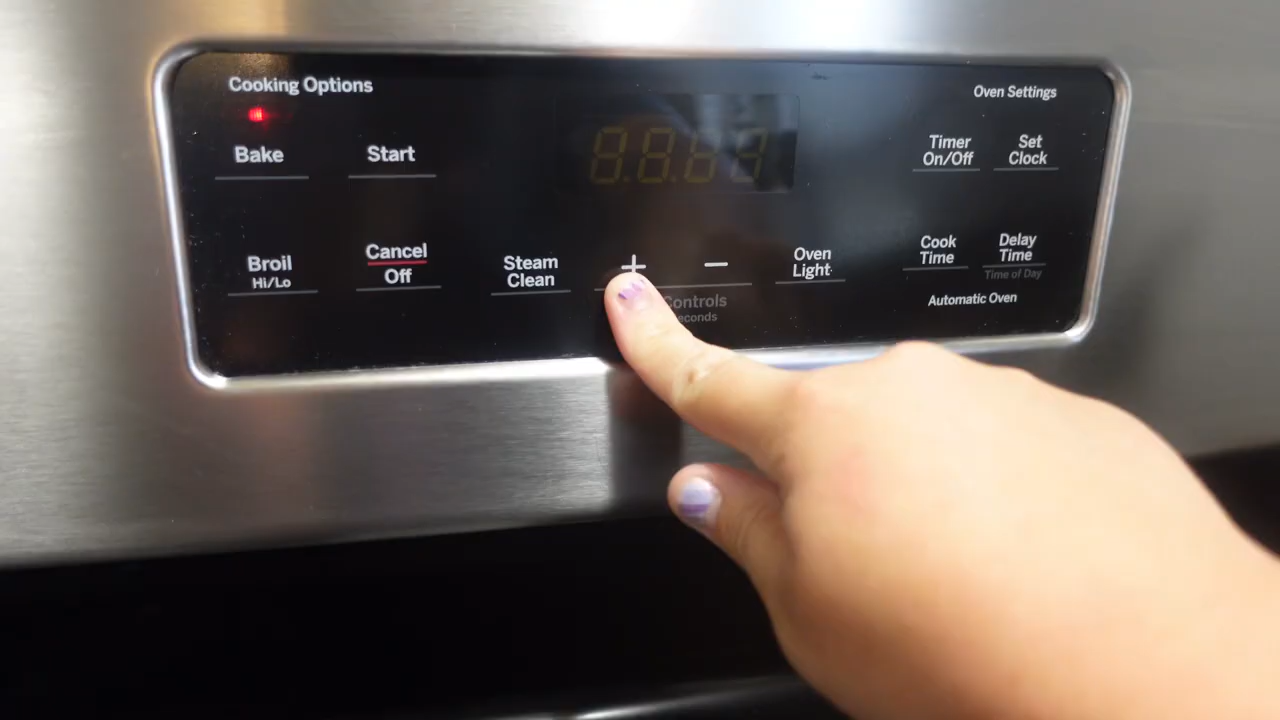 Cooking Options
Oven Settings
Bake
Start
Timer
On/Off
Set
Clock
Broil
Hi/Lo
Cancel
Off
Steam
Clean
+
−
Oven
Light
Cook
Time
Delay
Time
Time of Day
Automatic Oven
Controls